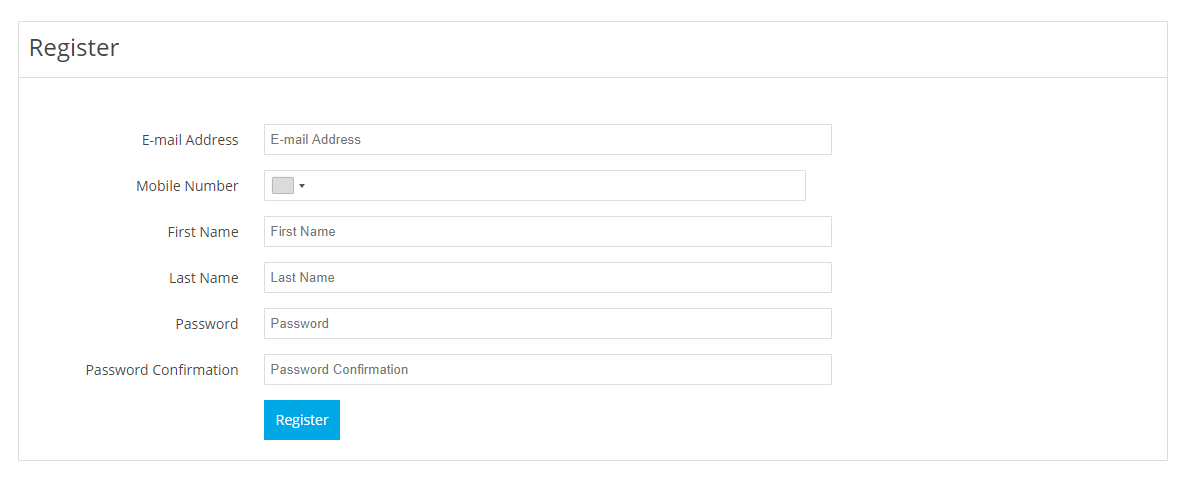 Register
E-mail Address E-mail Address
Mobile Number
First Name First Name
Last Name Last Name
Password Password
Password Confirmation Password Confirmation
Register